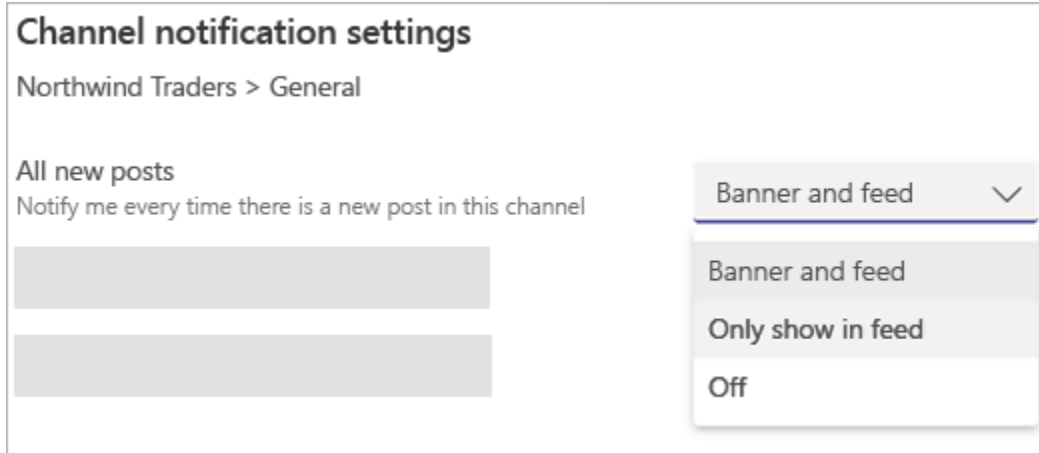 Channel notification settings
Northwind Traders > General
All new posts
Notify me every time there is a new post in this channel
Banner and feed
Banner and feed
Only show in feed
Off